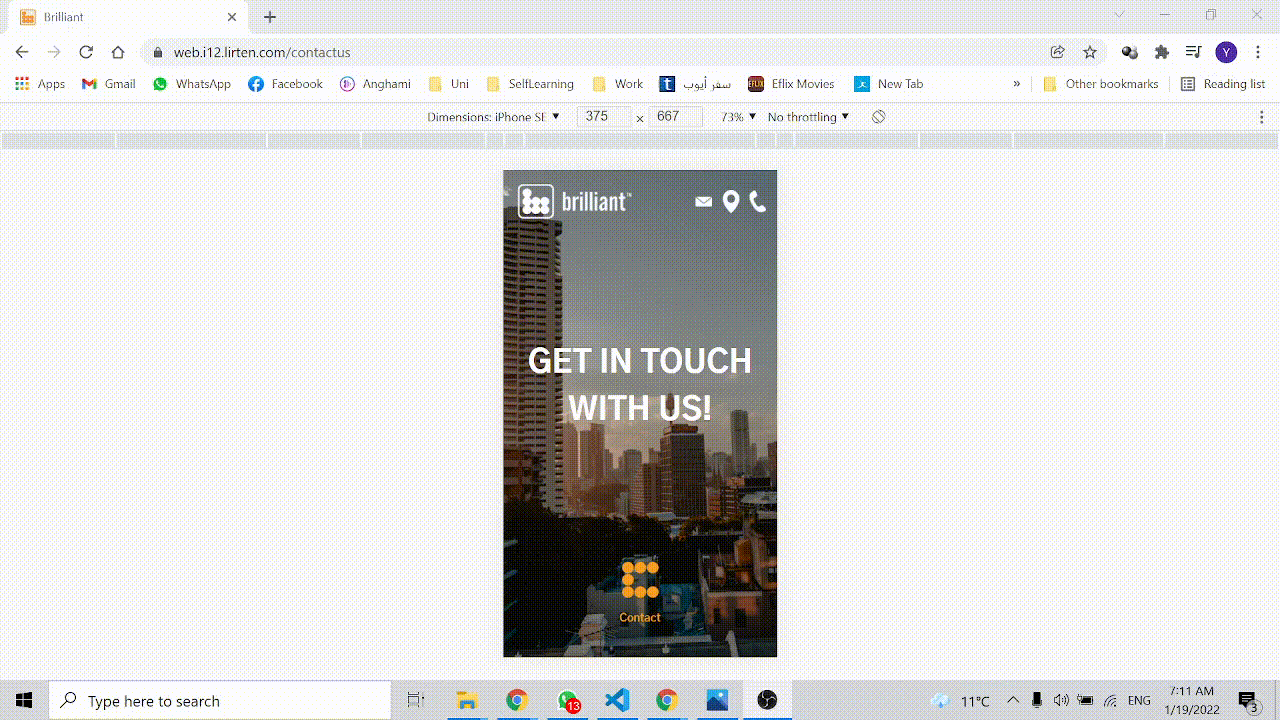 Brilliant
web.i12.lirten.com/contactus
Apps
Gmail
WhatsApp
Facebook
Anghami
Uni
SelfLearning
Work
سفر أيوب
Eflix Movies
New Tab
»
Other bookmarks
Reading list
Dimensions: iPhone SE
375 × 667
73%
No throttling
brilliant™
GET IN TOUCH
WITH US!
Contact
Type here to search
13
11°C
ENG
7:11 AM
1/19/2022
3
Y
EFLIX